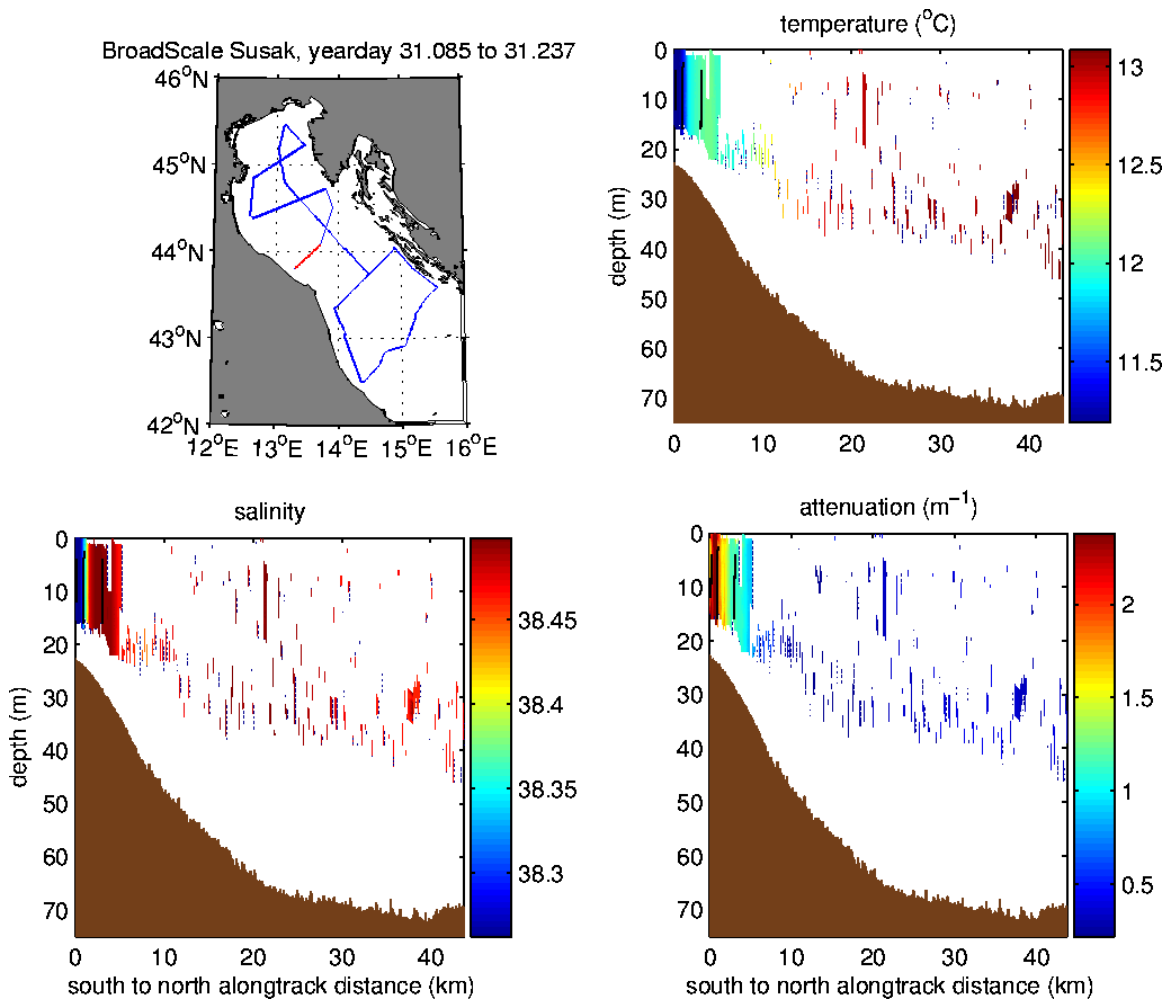 BroadScale Susak, yearday 31.085 to 31.237
46°N
45°N
44°N
43°N
42°N
12°E 13°E 14°E 15°E 16°E
temperature (°C)
0
10
20
30
40
50
60
70
depth (m)
0 10 20 30 40
13
12.5
12
11.5
salinity
0
10
20
30
40
50
60
70
depth (m)
0 10 20 30 40
south to north alongtrack distance (km)
38.45
38.4
38.35
38.3
attenuation (m⁻¹)
0
10
20
30
40
50
60
70
0 10 20 30 40
south to north alongtrack distance (km)
2
1.5
1
0.5